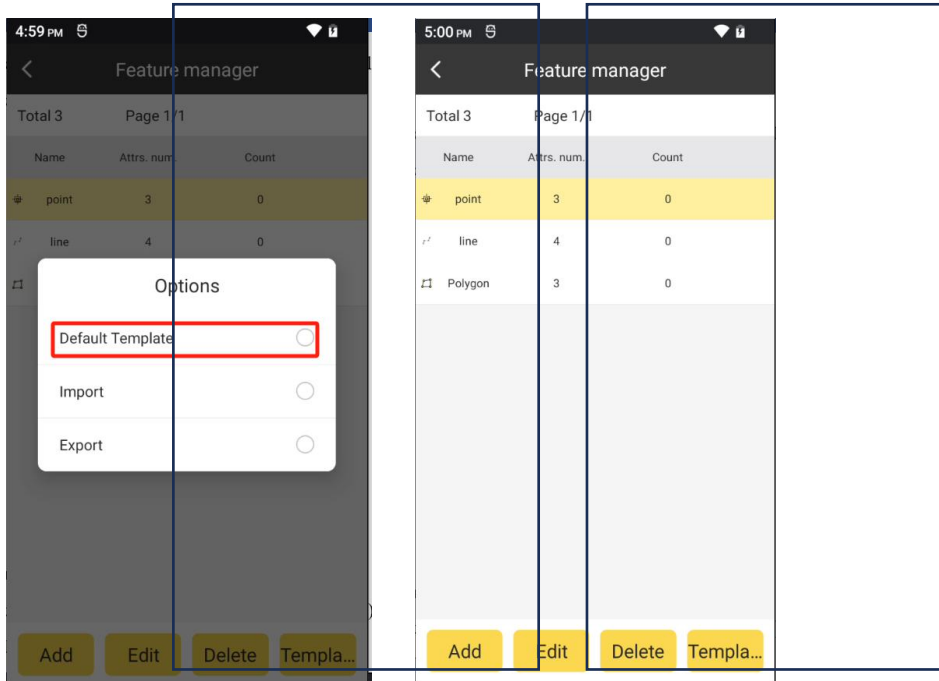 4:59 PM
Feature manager
Total 3 Page 1/1
Name Attrs. num. Count
point 3 0
line 4 0
Options
Default Template
Import
Export
Add Edit Delete Templa...
5:00 PM
Feature manager
Total 3 Page 1/1
Name Attrs. num. Count
point 3 0
line 4 0
Polygon 3 0
Add Edit Delete Templa...